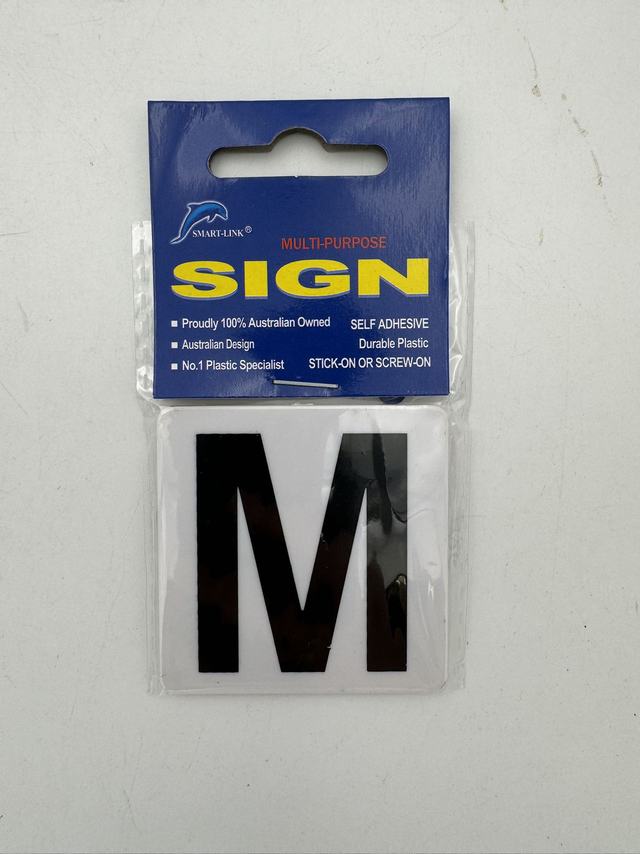 SMART-LINK®
MULTI-PURPOSE
SIGN
■ Proudly 100% Australian Owned
■ Australian Design
■ No.1 Plastic Specialist
SELF ADHESIVE
Durable Plastic
STICK-ON OR SCREW-ON
M